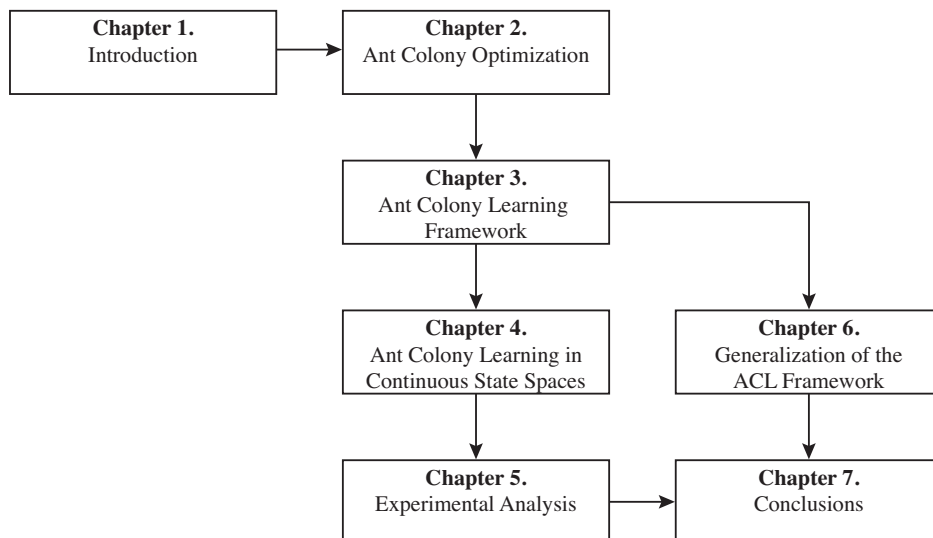 Chapter 1.
Introduction
Chapter 2.
Ant Colony Optimization
Chapter 3.
Ant Colony Learning
Framework
Chapter 4.
Ant Colony Learning in
Continuous State Spaces
Chapter 6.
Generalization of the
ACL Framework
Chapter 5.
Experimental Analysis
Chapter 7.
Conclusions